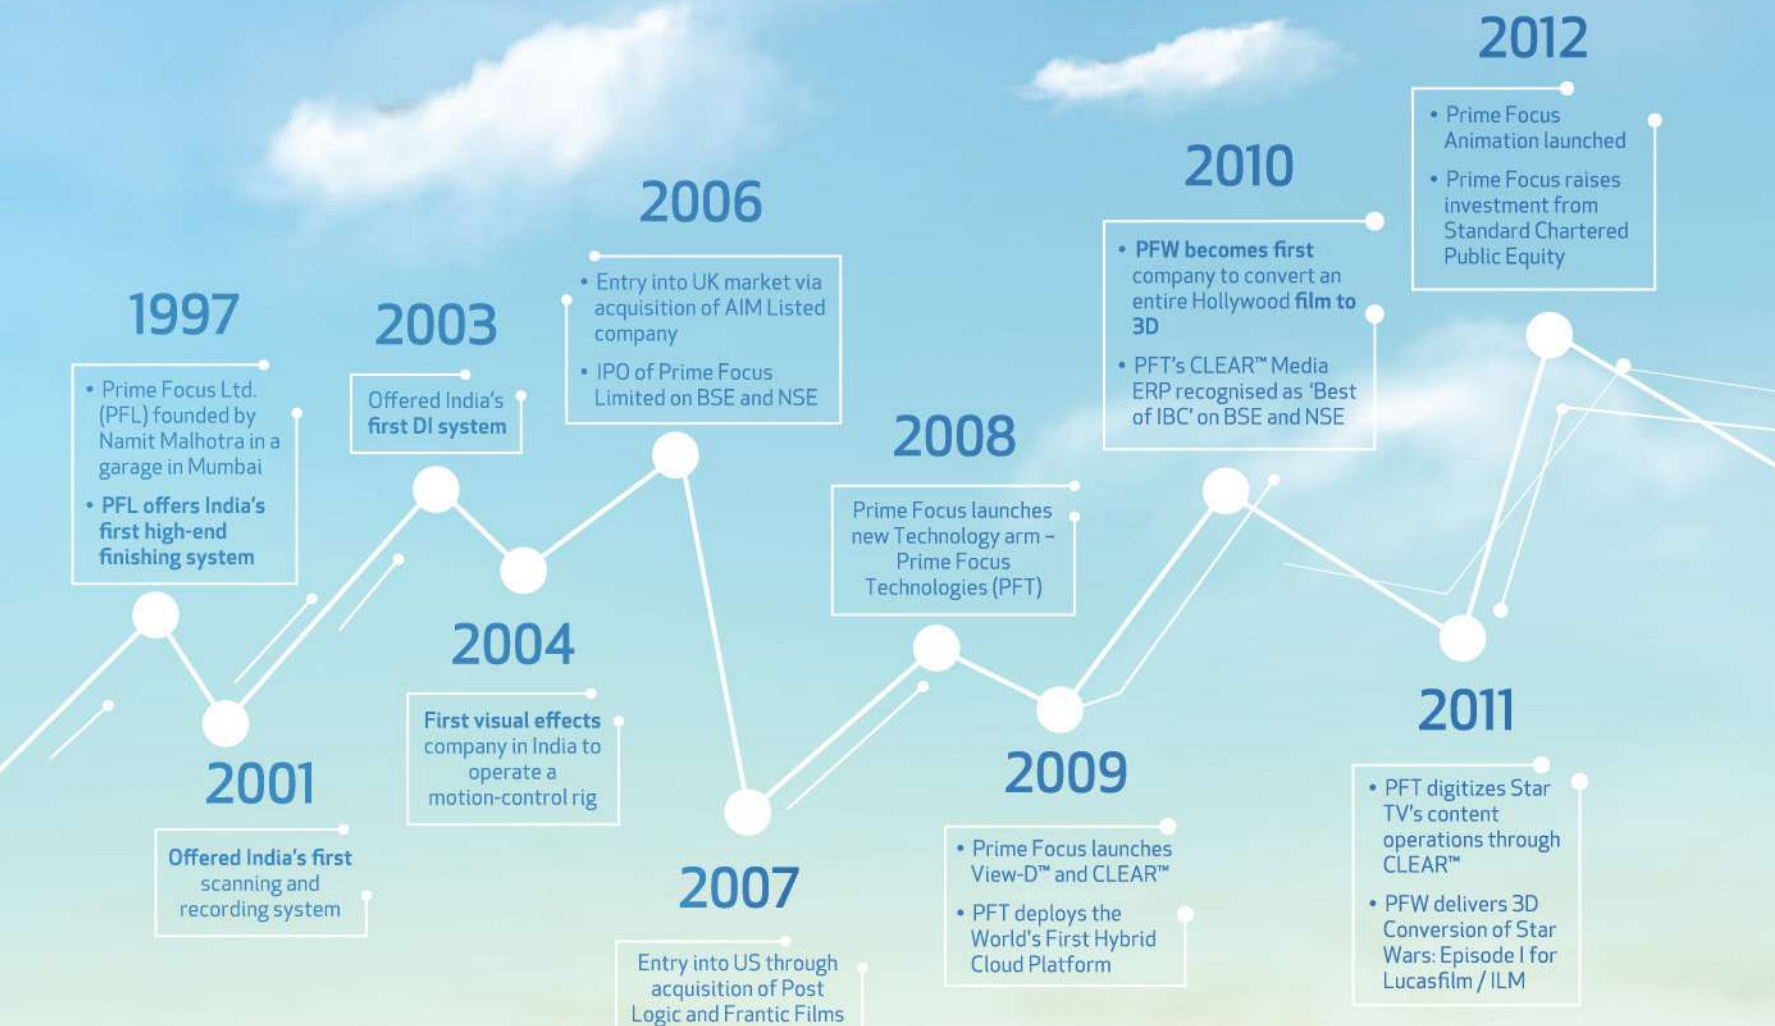 1997
• Prime Focus Ltd.
(PFL) founded by
Namit Malhotra in a
garage in Mumbai
• PFL offers India's
first high-end
finishing system
2001
Offered India's first
scanning and
recording system
2003
Offered India's
first DI system
2004
First visual effects
company in India to
operate a
motion-control rig
2006
• Entry into UK market via
acquisition of AIM Listed
company
• IPO of Prime Focus
Limited on BSE and NSE
2007
Entry into US through
acquisition of Post
Logic and Frantic Films
2008
Prime Focus launches
new Technology arm –
Prime Focus
Technologies (PFT)
2009
• Prime Focus launches
View-D™ and CLEAR™
• PFT deploys the
World's First Hybrid
Cloud Platform
2010
• PFW becomes first
company to convert an
entire Hollywood film to
3D
• PFT's CLEAR™ Media
ERP recognised as 'Best
of IBC' on BSE and NSE
2011
• PFT digitizes Star
TV's content
operations through
CLEAR™
• PFW delivers 3D
Conversion of Star
Wars: Episode I for
Lucasfilm / ILM
2012
• Prime Focus
Animation launched
• Prime Focus raises
investment from
Standard Chartered
Public Equity